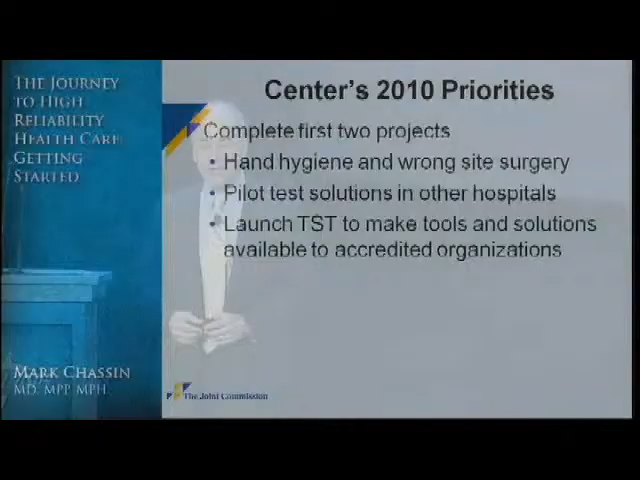 THE JOURNEY
TO HIGH
RELIABILITY
HEALTH CARE:
GETTING
STARTED
MARK CHASSIN
MD, MPP, MPH
Center's 2010 Priorities
Complete first two projects
• Hand hygiene and wrong site surgery
• Pilot test solutions in other hospitals
• Launch TST to make tools and solutions
available to accredited organizations
The Joint Commission